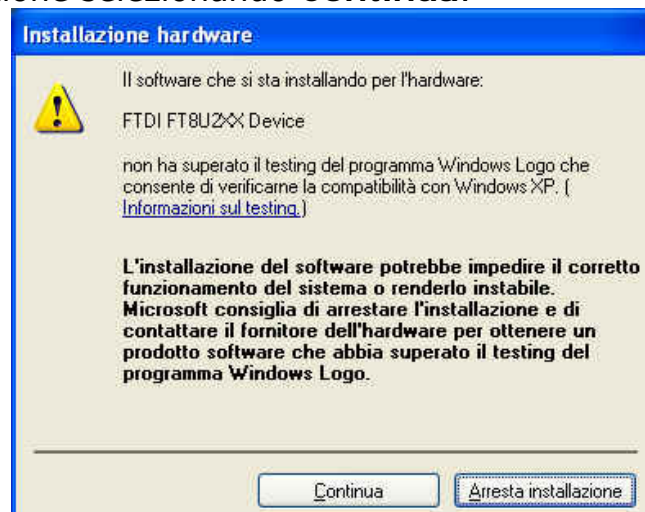 zione selezionando Continua.
Installazione hardware
Il software che si sta installando per l'hardware:
FTDI FT8U2XX Device
non ha superato il testing del programma Windows Logo che
consente di verificarne la compatibilità con Windows XP. (
Informazioni sul testing.)
L'installazione del software potrebbe impedire il corretto
funzionamento del sistema o renderlo instabile.
Microsoft consiglia di arrestare l'installazione e di
contattare il fornitore dell'hardware per ottenere un
prodotto software che abbia superato il testing del
programma Windows Logo.
Continua
Arresta installazione